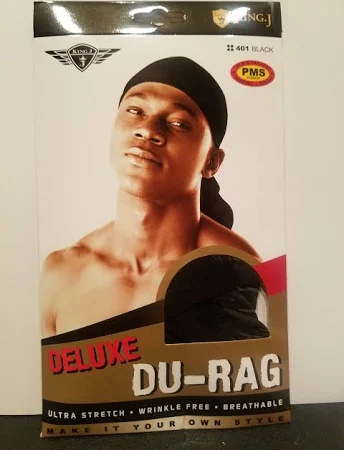 KING.J
KING.J
401 BLACK
PMS
DELUXE
DU-RAG
ULTRA STRETCH • WRINKLE FREE • BREATHABLE
MAKE IT YOUR OWN STYLE